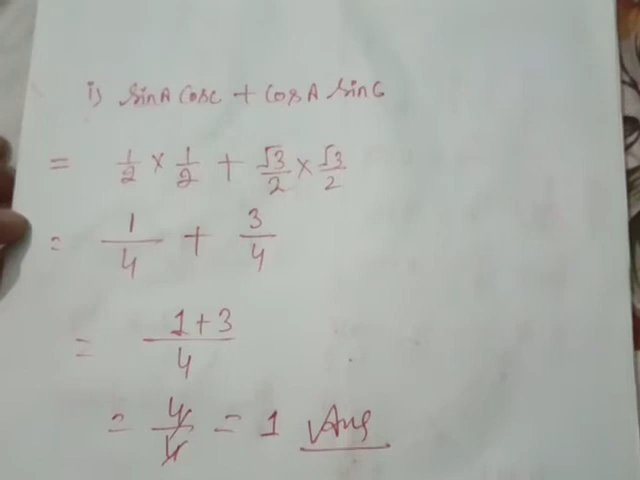 i) sinA cosc + cosA sinC
= 1/2 × 1/2 + √3/2 × √3/2
= 1/4 + 3/4
= 1+3/4
= 4/4 = 1 Ans